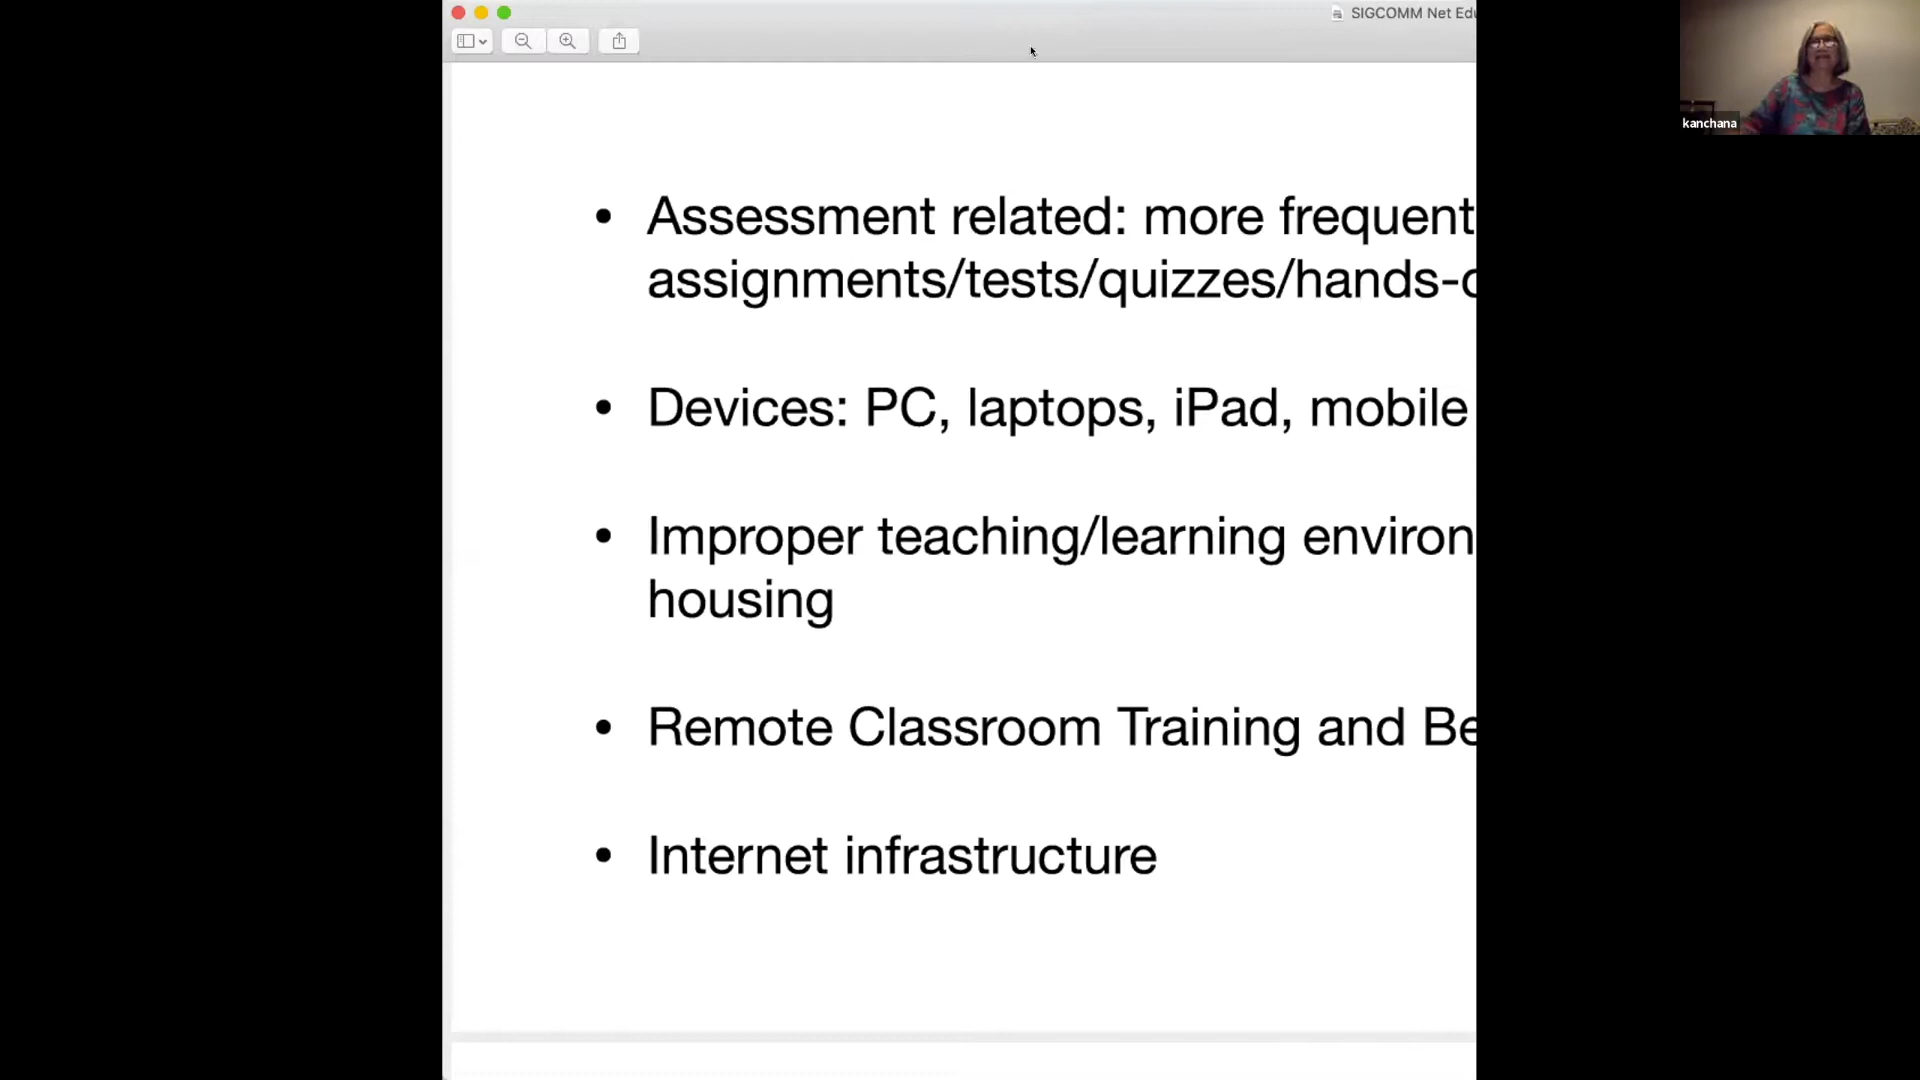 SIGCOMM Net Edu
kanchana
• Assessment related: more frequent
assignments/tests/quizzes/hands-
• Devices: PC, laptops, iPad, mobile
• Improper teaching/learning environ
housing
• Remote Classroom Training and Be
• Internet infrastructure